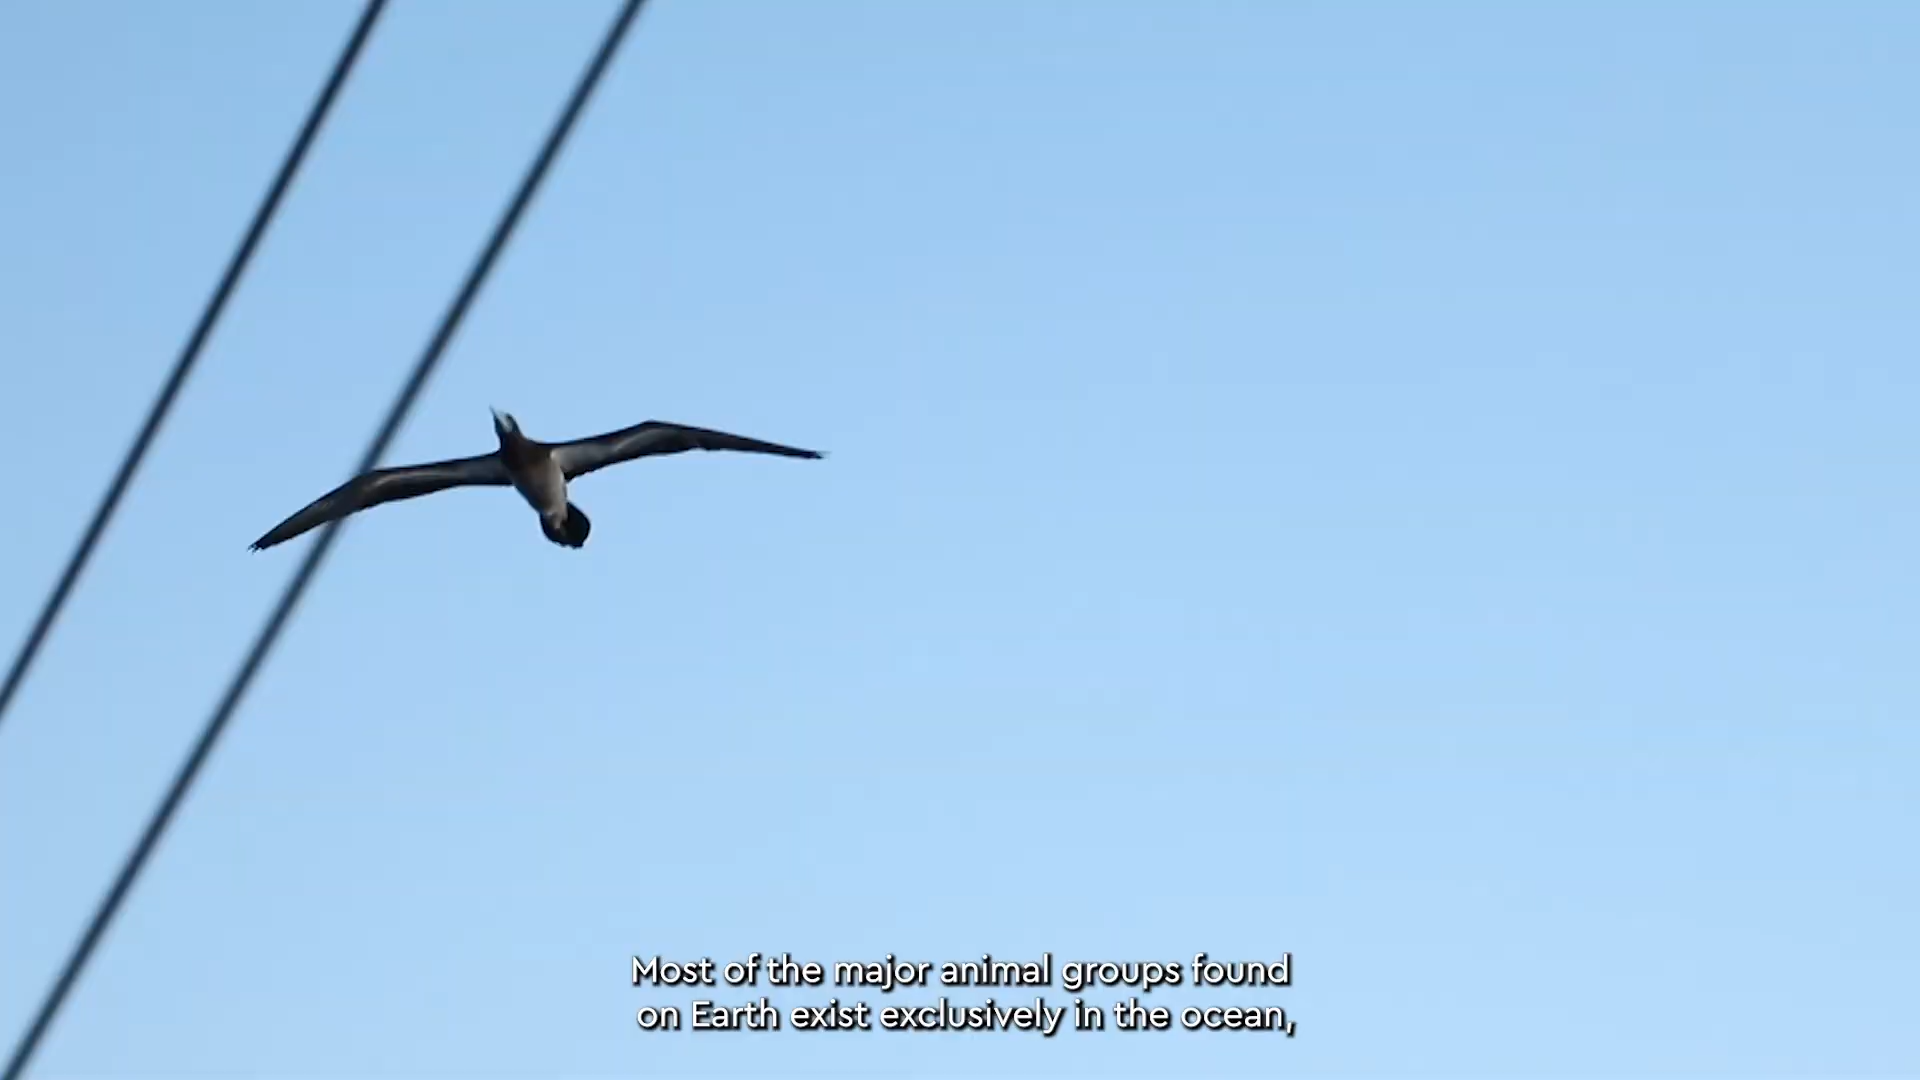 Most of the major animal groups found
on Earth exist exclusively in the ocean,